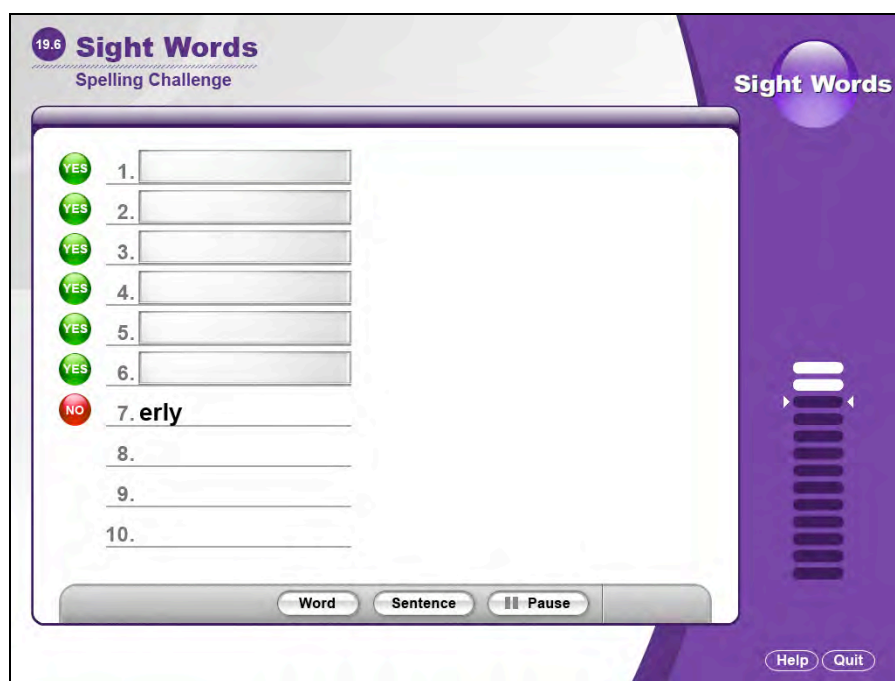 19.6 Sight Words
Spelling Challenge
Sight Words
YES 1.
YES 2.
YES 3.
YES 4.
YES 5.
YES 6.
NO 7. erly
8.
9.
10.
Word Sentence Pause
Help Quit